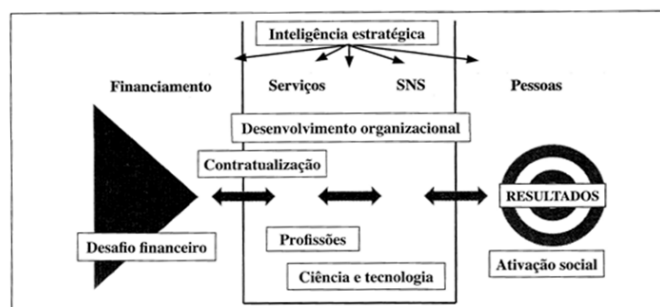 Inteligência estratégica
Financiamento Serviços SNS Pessoas
Desenvolvimento organizacional
Contratualização
RESULTADOS
Desafio financeiro
Profissões
Ativação social
Ciência e tecnologia